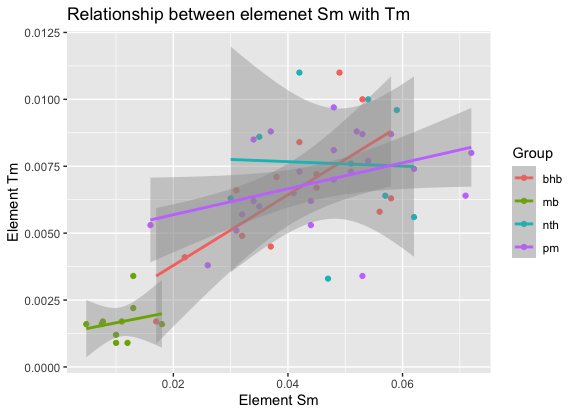 Relationship between elemenet Sm with Tm
0.0125
0.0100
0.0075
0.0050
0.0025
0.0000
Element Tm
0.02
0.04
0.06
Element Sm
Group
bhb
mb
nth
pm